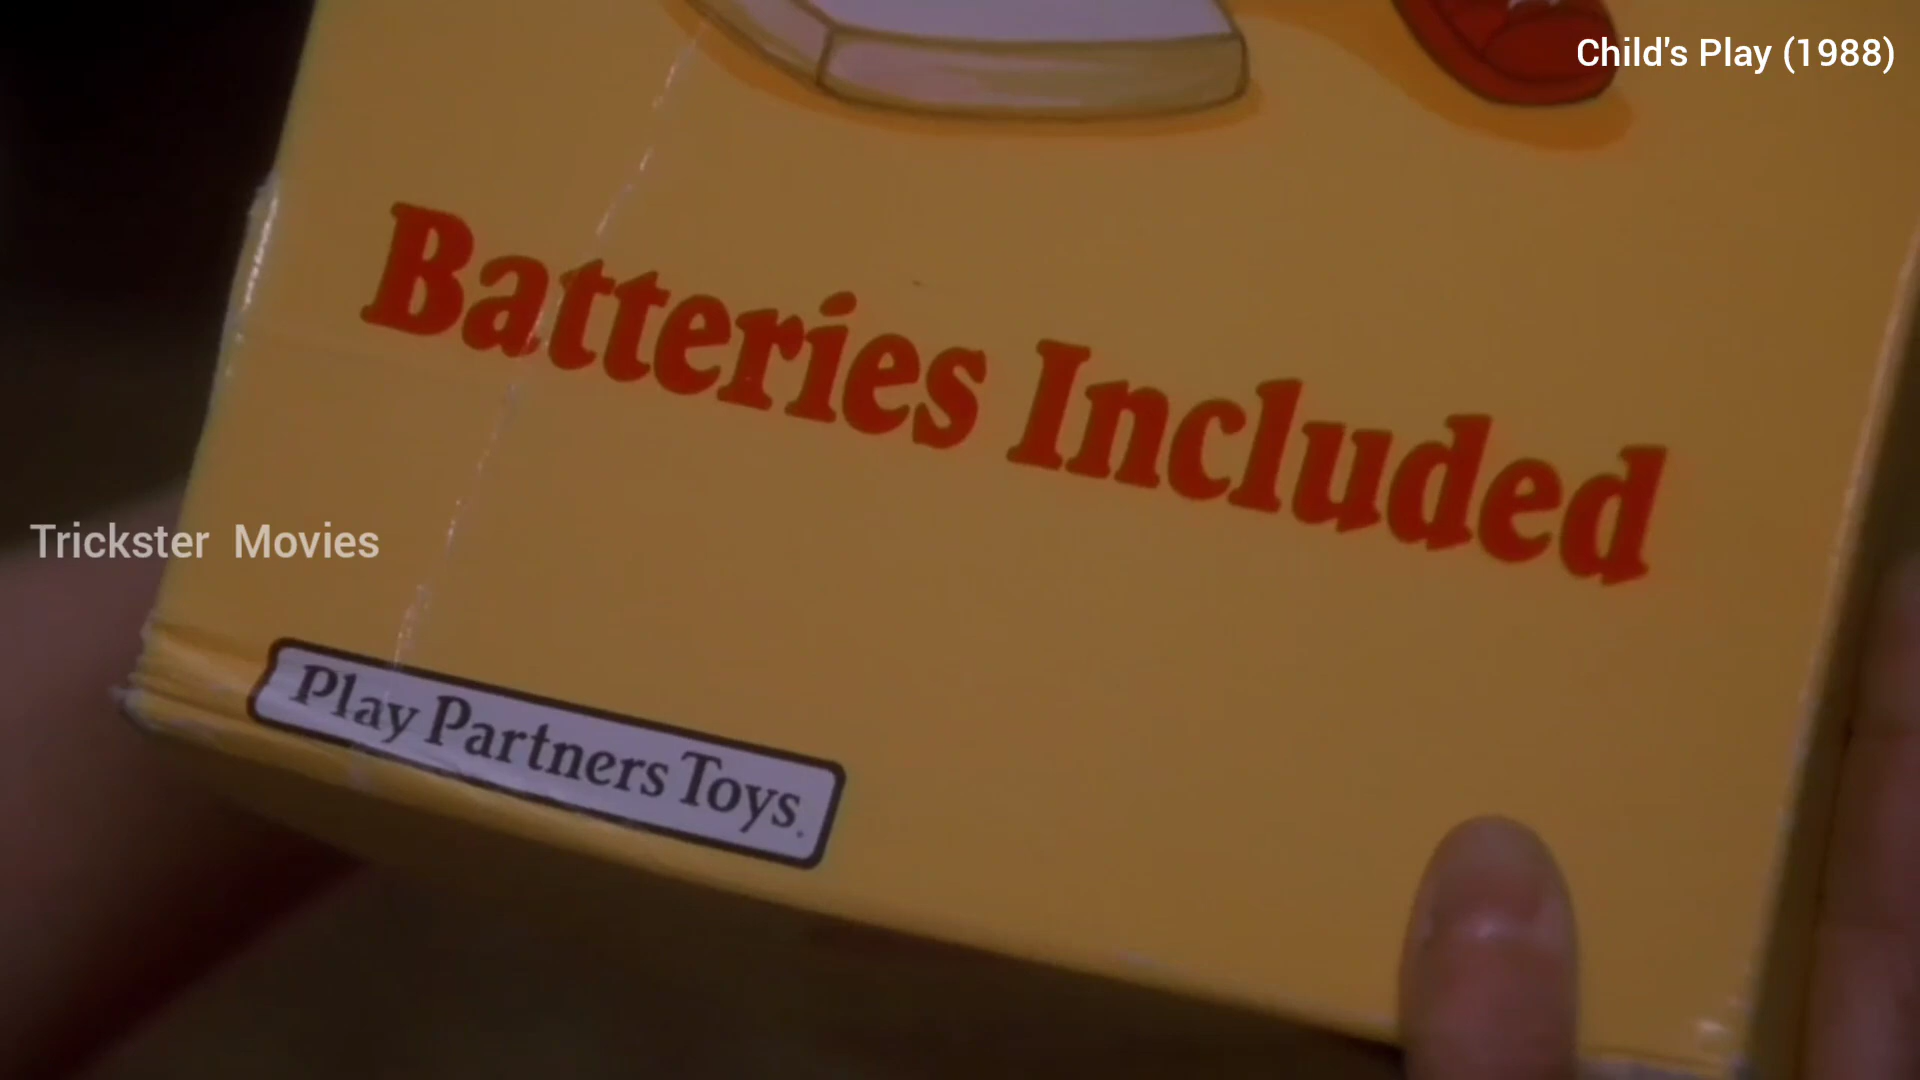 Child's Play (1988)
Batteries Included
Trickster Movies
Play Partners Toys.